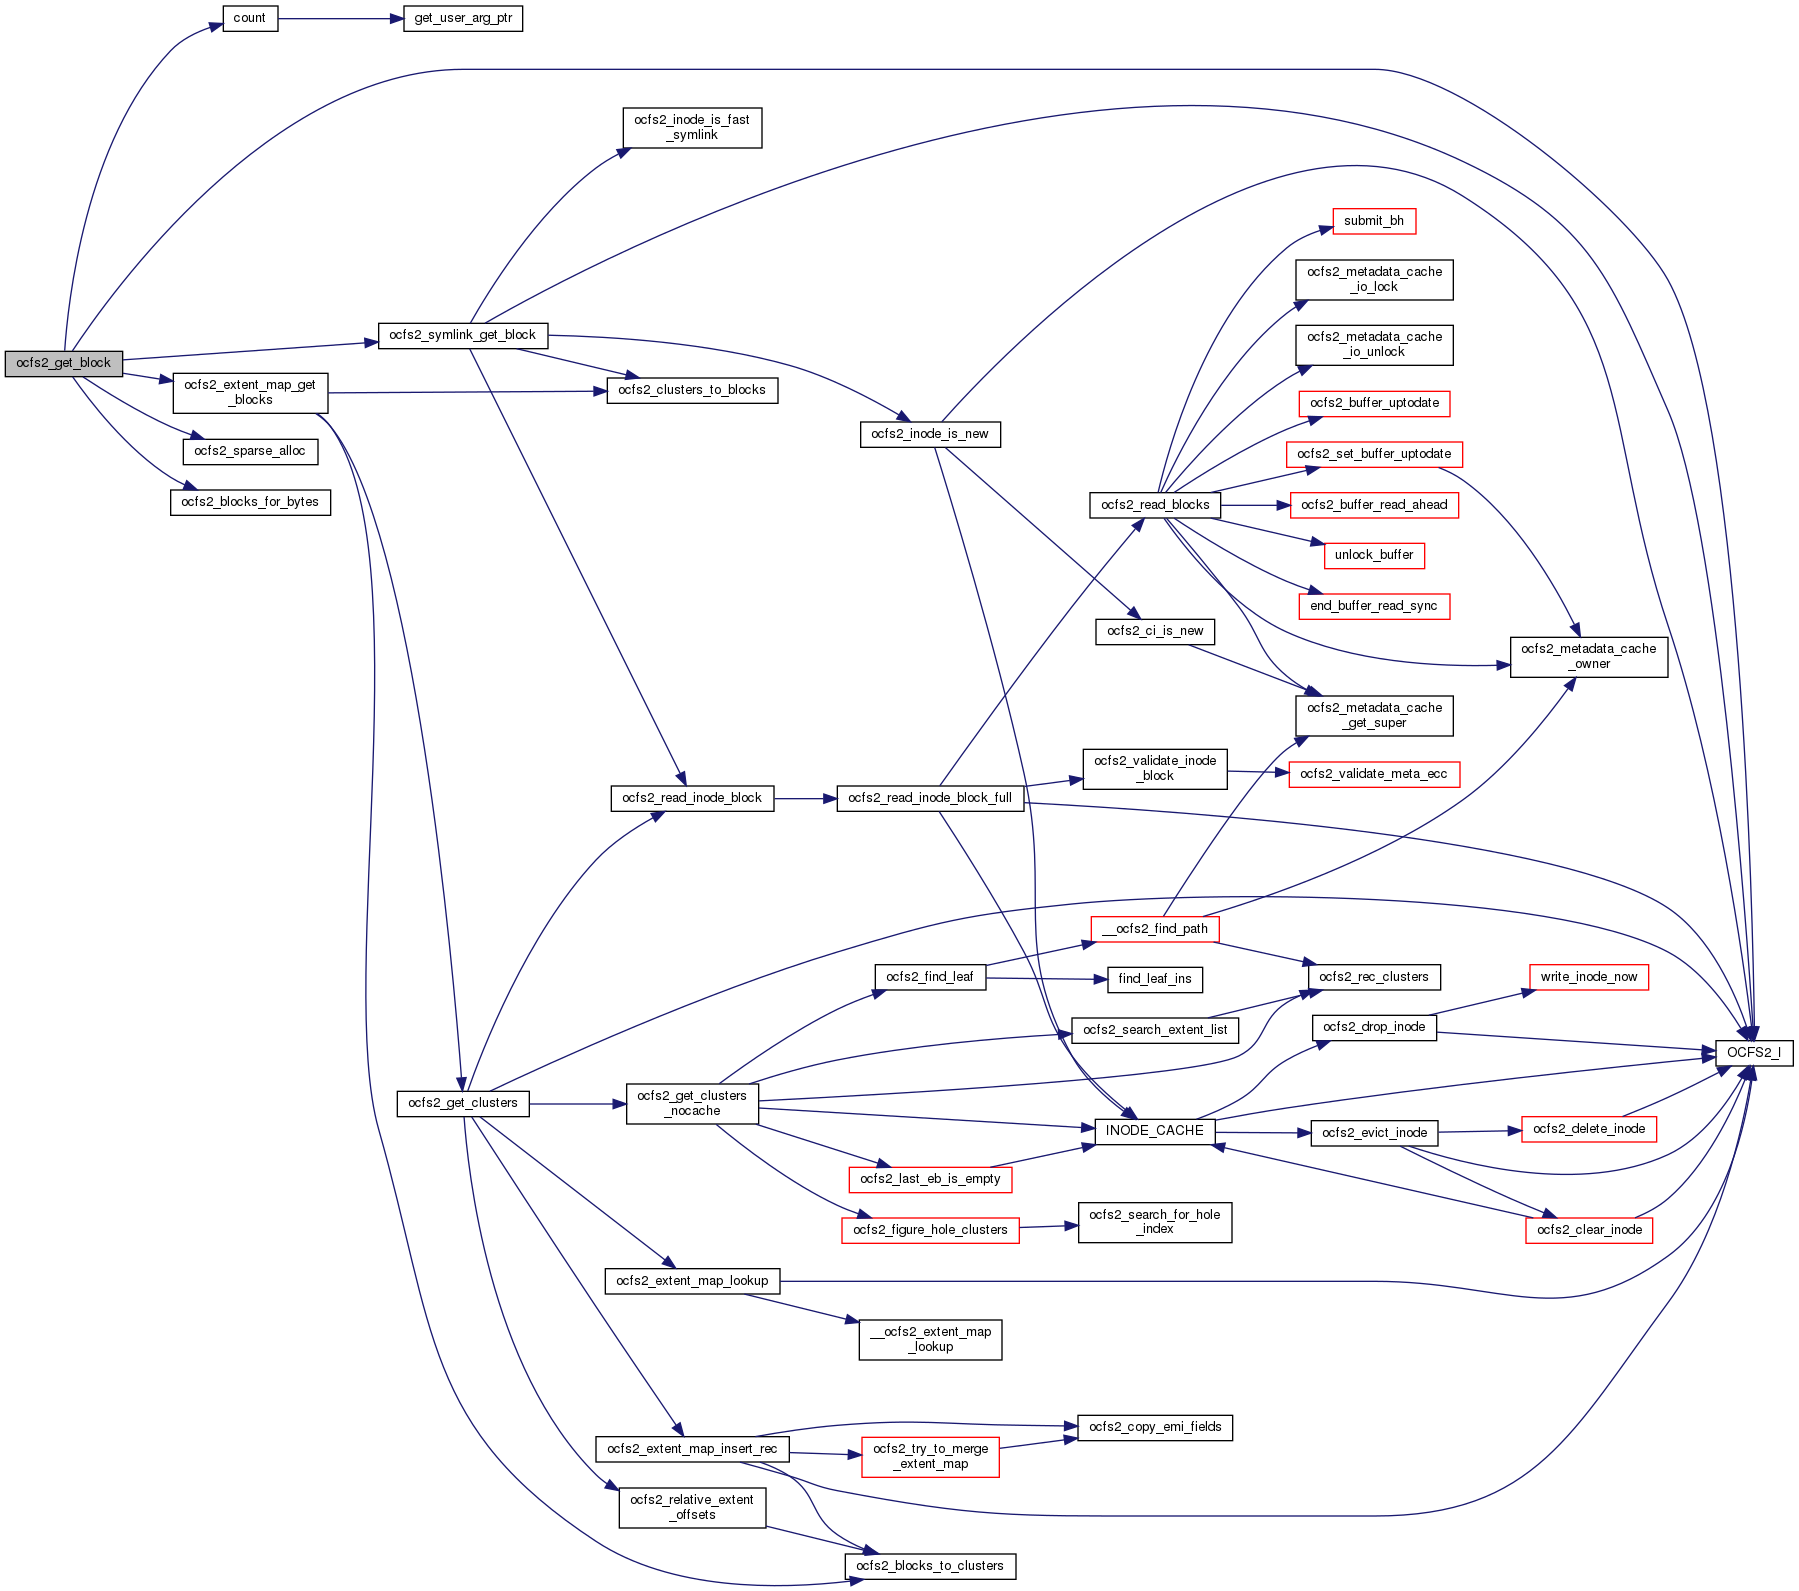 count
get_user_arg_ptr
ocfs2_inode_is_fast
_symlink
submit_bh
ocfs2_metadata_cache
_io_lock
ocfs2_metadata_cache
_io_unlock
ocfs2_symlink_get_block
ocfs2_get_block
ocfs2_extent_map_get
_blocks
ocfs2_clusters_to_blocks
ocfs2_buffer_uptodate
ocfs2_inode_is_new
ocfs2_sparse_alloc
ocfs2_set_buffer_uptodate
ocfs2_blocks_for_bytes
ocfs2_read_blocks
ocfs2_buffer_read_ahead
unlock_buffer
end_buffer_read_sync
ocfs2_ci_is_new
ocfs2_metadata_cache
_owner
ocfs2_metadata_cache
_get_super
ocfs2_validate_inode
_block
ocfs2_validate_meta_ecc
ocfs2_read_inode_block
ocfs2_read_inode_block_full
__ocfs2_find_path
ocfs2_find_leaf
find_leaf_ins
ocfs2_rec_clusters
write_inode_now
ocfs2_search_extent_list
ocfs2_drop_inode
OCFS2_I
ocfs2_get_clusters
ocfs2_get_clusters
_nocache
INODE_CACHE
ocfs2_evict_inode
ocfs2_delete_inode
ocfs2_last_eb_is_empty
ocfs2_figure_hole_clusters
ocfs2_search_for_hole
_index
ocfs2_clear_inode
ocfs2_extent_map_lookup
__ocfs2_extent_map
_lookup
ocfs2_copy_emi_fields
ocfs2_extent_map_insert_rec
ocfs2_try_to_merge
_extent_map
ocfs2_relative_extent
_offsets
ocfs2_blocks_to_clusters